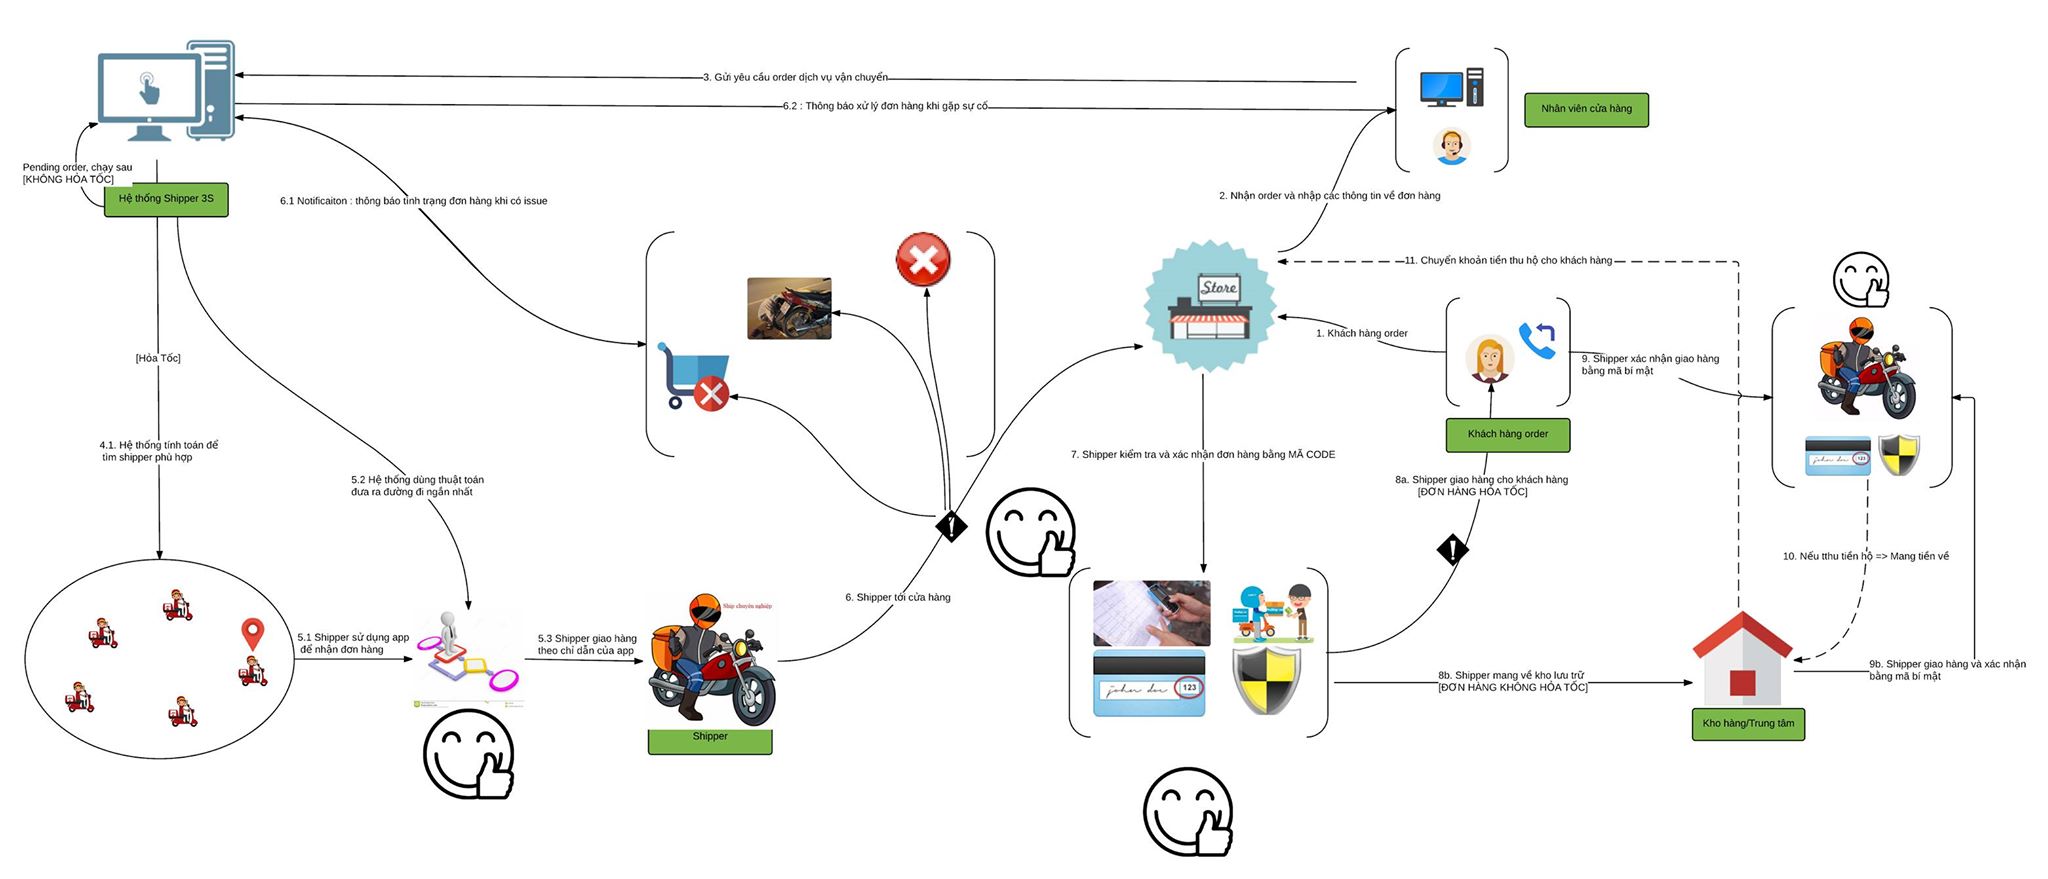 3. Gửi yêu cầu order dịch vụ vận chuyển
6.2 : Thông báo xử lý đơn hàng khi gặp sự cố
Nhân viên cửa hàng
Pending order, chạy sau
[KHÔNG HỎA TỐC]
Hệ thống Shipper 3S
6.1 Notificaiton : thông báo tình trạng đơn hàng khi có issue
2. Nhận order và nhập các thông tin về đơn hàng
11. Chuyển khoản tiền thu hộ cho khách hàng
Store
1. Khách hàng order
9. Shipper xác nhận giao hàng
bằng mã bí mật
[Hỏa Tốc]
4.1. Hệ thống tính toán để
tìm shipper phù hợp
5.2 Hệ thống dùng thuật toán
đưa ra đường đi ngắn nhất
Khách hàng order
7. Shipper kiểm tra và xác nhận đơn hàng bằng MÃ CODE
8a. Shipper giao hàng cho khách hàng
[ĐƠN HÀNG HỎA TỐC]
123
10. Nếu tthu tiền hộ => Mang tiền về
6. Shipper tới cửa hàng
Ship chuyên nghiệp
5.1 Shipper sử dụng app
để nhận đơn hàng
5.3 Shipper giao hàng
theo chỉ dẫn của app
john doe
123
8b. Shipper mang về kho lưu trữ
[ĐƠN HÀNG KHÔNG HỎA TỐC]
9b. Shipper giao hàng và xác nhận
bằng mã bí mật
Shipper
Kho hàng/Trung tâm